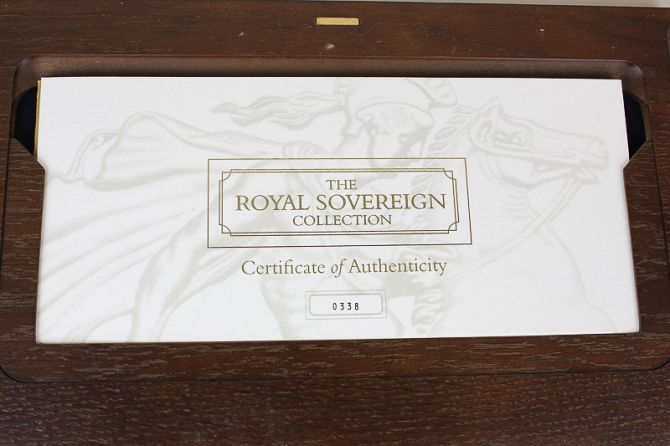 THE
ROYAL SOVEREIGN
COLLECTION
Certificate of Authenticity
0338